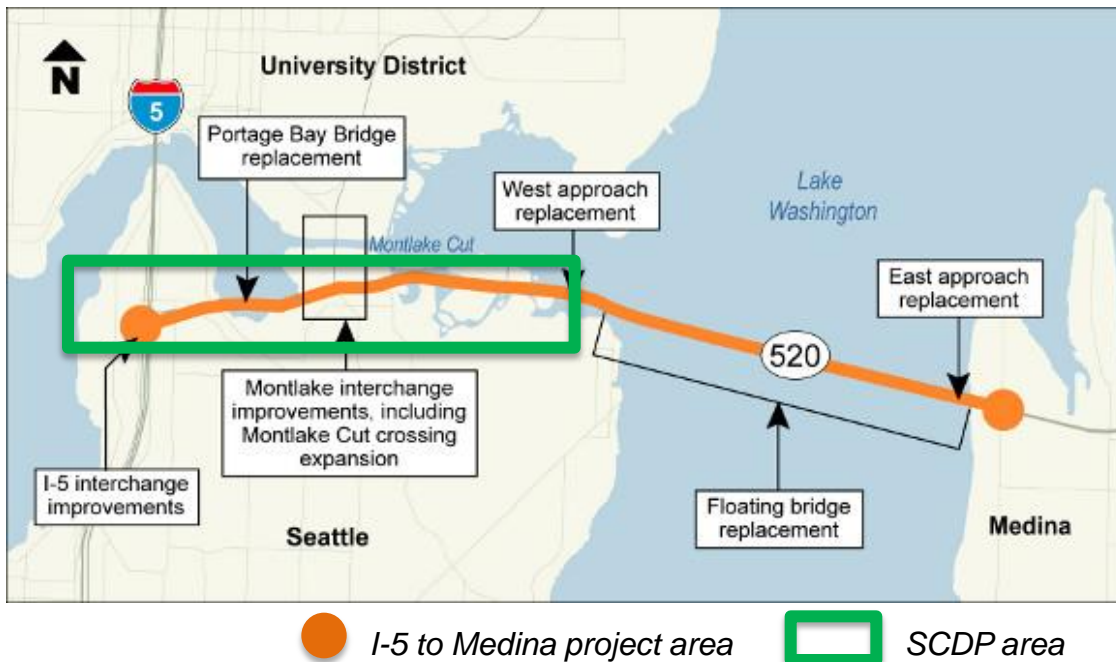 N
5
University District
Portage Bay Bridge
replacement
West approach
replacement
Lake
Washington
Montlake Cut
East approach
replacement
520
Montlake interchange
improvements, including
Montlake Cut crossing
expansion
I-5 interchange
improvements
Seattle
Floating bridge
replacement
Medina
I-5 to Medina project area
SCDP area